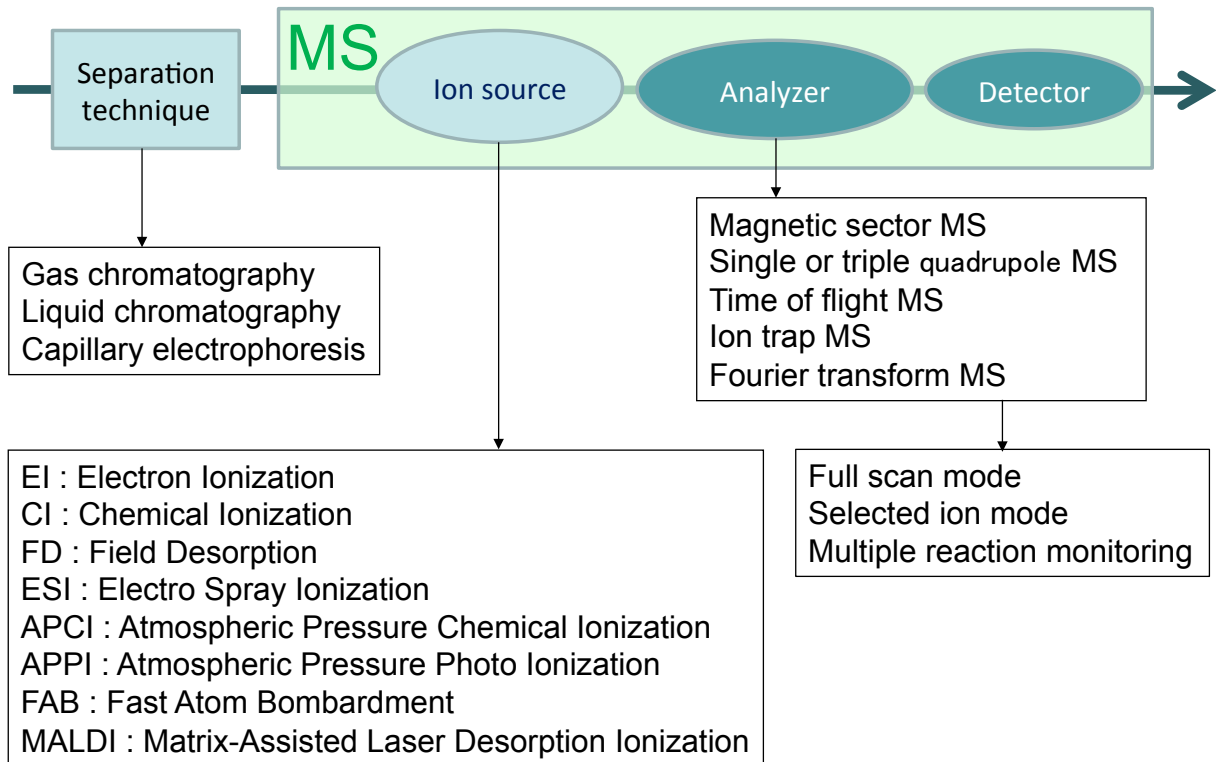 MS
Separation
technique
Ion source
Analyzer
Detector
Gas chromatography
Liquid chromatography
Capillary electrophoresis
Magnetic sector MS
Single or triple quadrupole MS
Time of flight MS
Ion trap MS
Fourier transform MS
EI : Electron Ionization
CI : Chemical Ionization
FD : Field Desorption
ESI : Electro Spray Ionization
APCI : Atmospheric Pressure Chemical Ionization
APPI : Atmospheric Pressure Photo Ionization
FAB : Fast Atom Bombardment
MALDI : Matrix-Assisted Laser Desorption Ionization
Full scan mode
Selected ion mode
Multiple reaction monitoring